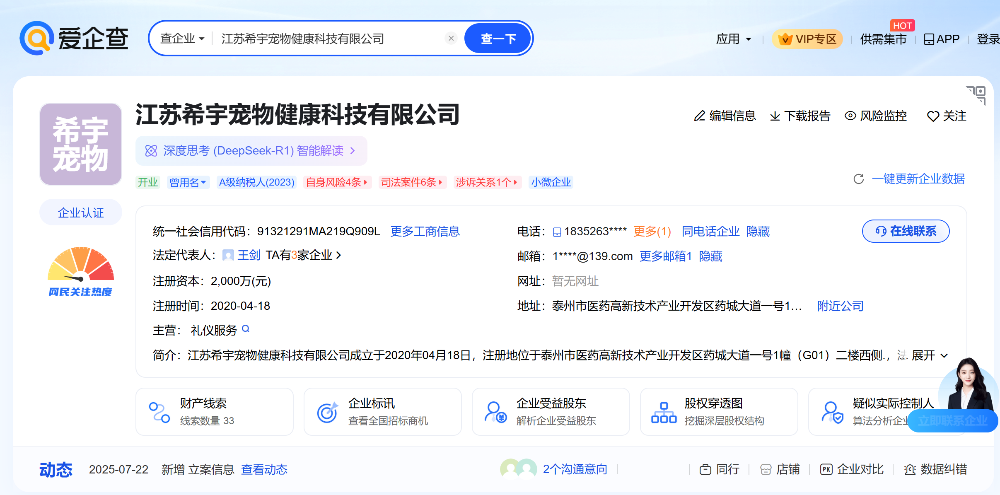 爱企查
查企业
江苏希宇宠物健康科技有限公司
查一下
应用
VIP专区
供需集市
HOT
APP
登录
希宇
宠物
江苏希宇宠物健康科技有限公司
编辑信息
下载报告
风险监控
关注
深度思考 (DeepSeek-R1) 智能解读
开业 曾用名 A级纳税人(2023) 自身风险4条 司法案件6条 涉诉关系1个 小微企业
一键更新企业数据
企业认证
网民关注热度
统一社会信用代码：91321291MA219Q909L 更多工商信息
电话：1835263**** 更多(1) 同电话企业 隐藏
在线联系
法定代表人：王剑 TA有3家企业
邮箱：1****@139.com 更多邮箱1 隐藏
注册资本：2,000万(元)
网址：暂无网址
注册时间：2020-04-18
地址：泰州市医药高新技术产业开发区药城大道一号1... 附近公司
主营：礼仪服务
简介：江苏希宇宠物健康科技有限公司成立于2020年04月18日，注册地位于泰州市医药高新技术产业开发区药城大道一号1幢（G01）二楼西侧.，法.. 展开
财产线索
线索数量 33
企业标讯
查看全国招标商机
企业受益股东
解析企业受益股东
股权穿透图
挖掘深层股权结构
疑似实际控制人
算法分析企业
立即联系企业
动态
2025-07-22 新增 立案信息 查看动态
2个沟通意向
同行
店铺
PK 企业对比
数据纠错